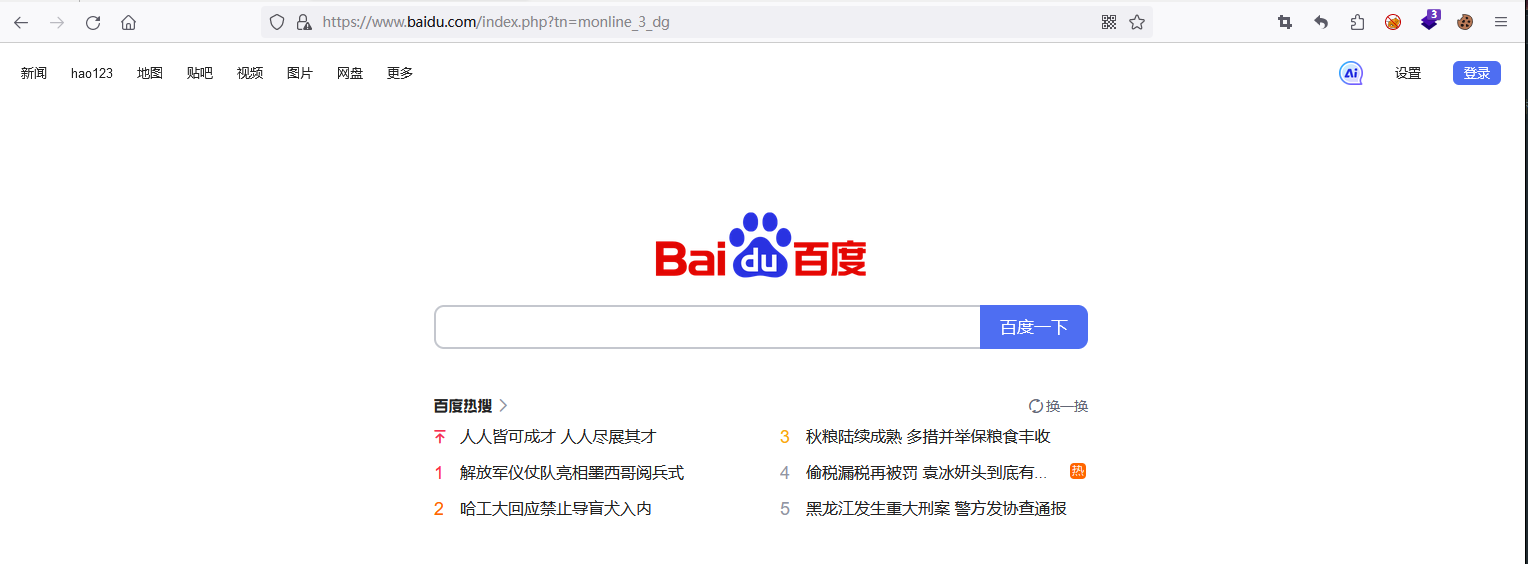 https://www.baidu.com/index.php?tn=monline_3_dg
3
新闻 hao123 地图 贴吧 视频 图片 网盘 更多 Ai 设置 登录
Bai du 百度
百度一下
百度热搜 换一换
人人皆可成才 人人尽展其才
1 解放军仪仗队亮相墨西哥阅兵式
2 哈工大回应禁止导盲犬入内
3 秋粮陆续成熟 多措并举保粮食丰收
4 偷税漏税再被罚 袁冰妍头到底有... 热
5 黑龙江发生重大刑案 警方发协查通报